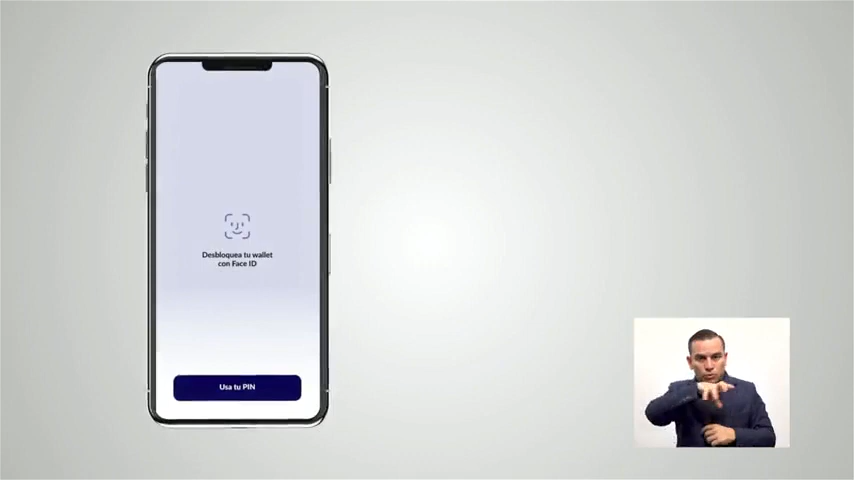 Desbloquea tu wallet
con Face ID
Usa tu PIN